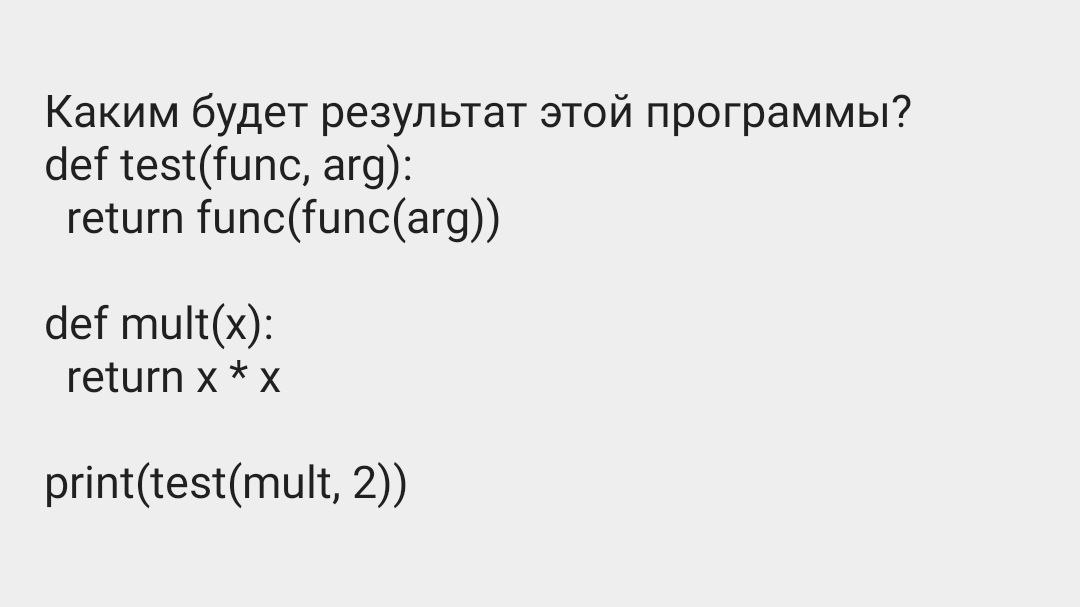 Каким будет результат этой программы?
def test(func, arg):
  return func(func(arg))
def mult(x):
  return x * x
print(test(mult, 2))